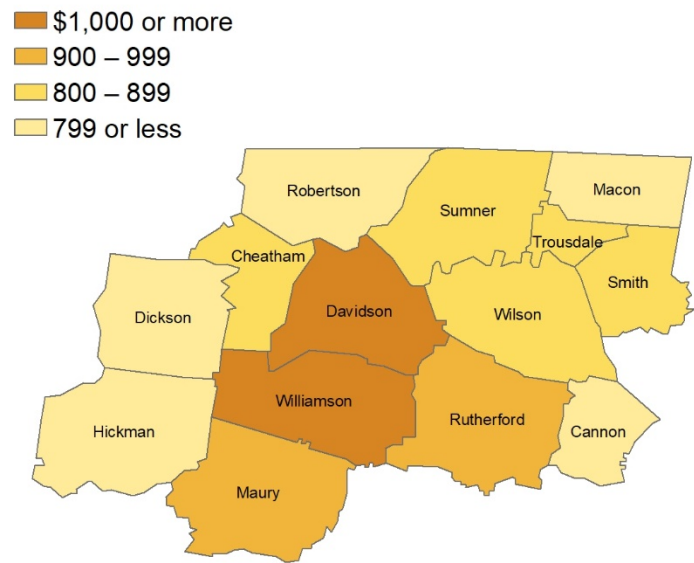 $1,000 or more
900 – 999
800 – 899
799 or less
Robertson
Macon
Sumner
Trousdale
Cheatham
Smith
Dickson
Davidson
Wilson
Williamson
Rutherford
Hickman
Cannon
Maury